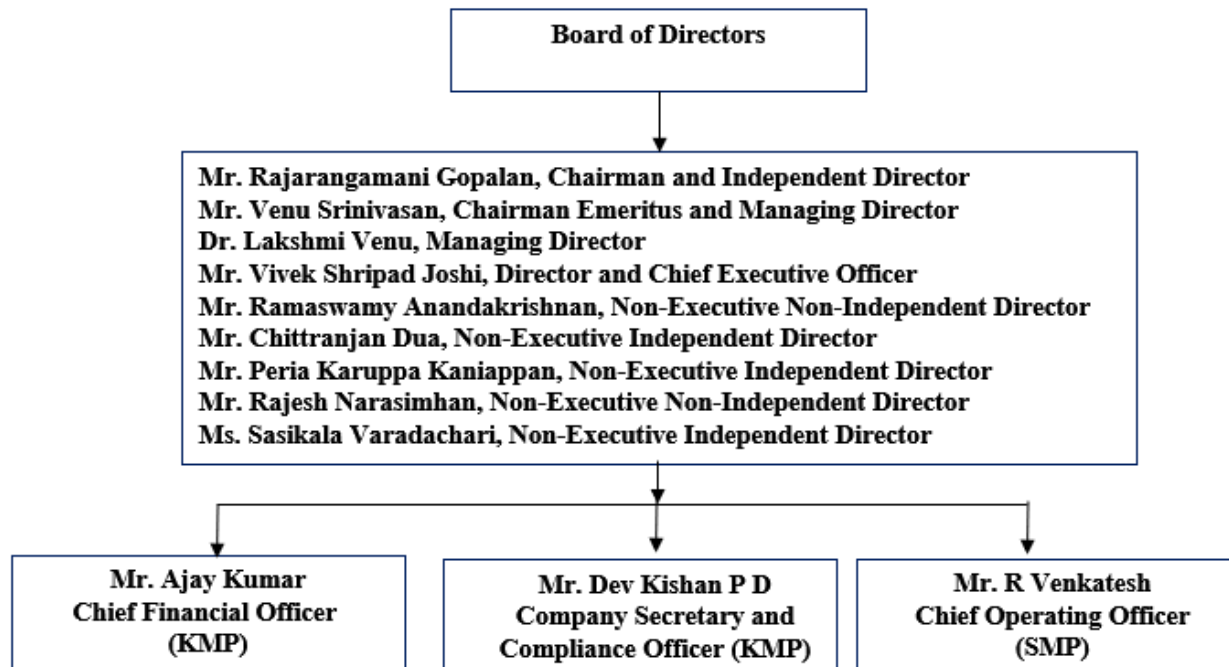 Board of Directors
Mr. Rajarangamani Gopalan, Chairman and Independent Director
Mr. Venu Srinivasan, Chairman Emeritus and Managing Director
Dr. Lakshmi Venu, Managing Director
Mr. Vivek Shripad Joshi, Director and Chief Executive Officer
Mr. Ramaswamy Anandakrishnan, Non-Executive Non-Independent Director
Mr. Chittranjan Dua, Non-Executive Independent Director
Mr. Peria Karuppa Kaniappan, Non-Executive Independent Director
Mr. Rajesh Narasimhan, Non-Executive Non-Independent Director
Ms. Sasikala Varadachari, Non-Executive Independent Director
Mr. Ajay Kumar
Chief Financial Officer
(KMP)
Mr. Dev Kishan P D
Company Secretary and
Compliance Officer (KMP)
Mr. R Venkatesh
Chief Operating Officer
(SMP)